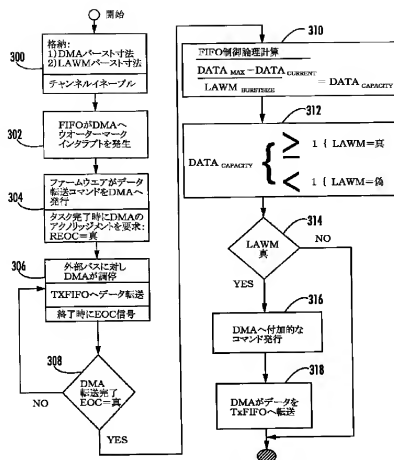 開始
300
格納:
1)DMAバースト寸法
2)LAWMバースト寸法
チャンネルイネーブル
302
FIFOがDMAへ
ウオーターマーク
インタラプトを発生
304
ファームウエアがデータ
転送コマンドをDMAへ
発行
タスク完了時にDMAの
アクノリッジメントを要求:
REOC=真
306
外部バスに対し
DMAが調停
TXFIFOへデータ転送
終了時にEOC信号
308
DMA
転送完了
EOC=真
NO
YES
310
FIFO制御論理計算
DATA MAX - DATA CURRENT
LAWM BURSTSIZE
= DATA CAPACITY
312
DATA CAPACITY { ≥ 1 { LAWM=真
< 1 { LAWM=偽
314
LAWM
真
NO
YES
316
DMAへ付加的な
コマンド発行
318
DMAがデータを
TxFIFOへ転送